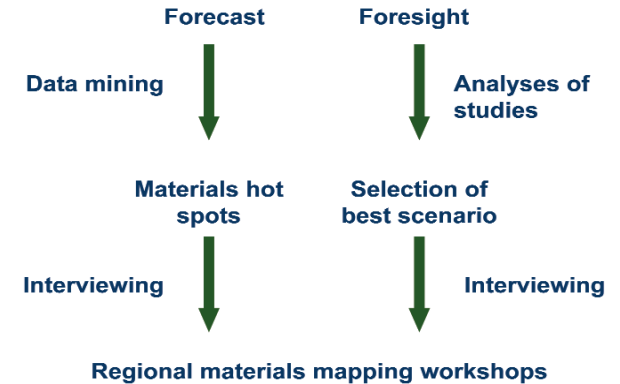 Forecast
Foresight
Data mining
Analyses of
studies
Materials hot
spots
Selection of
best scenario
Interviewing
Interviewing
Regional materials mapping workshops